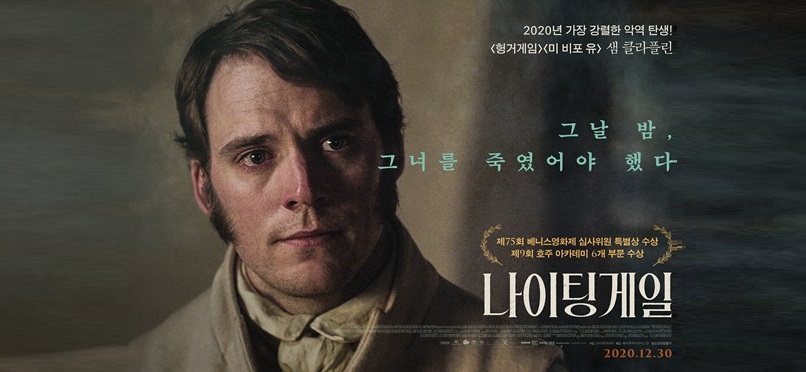 2020년 가장 강렬한 악역 탄생!
<헝거게임><미 비포 유> 샘 클라플린
그날 밤,
그녀를 죽였어야 했다
제75회 베니스영화제 심사위원 특별상 수상
제9회 호주 아카데미 6개 부문 수상
나이팅게일
2020.12.30